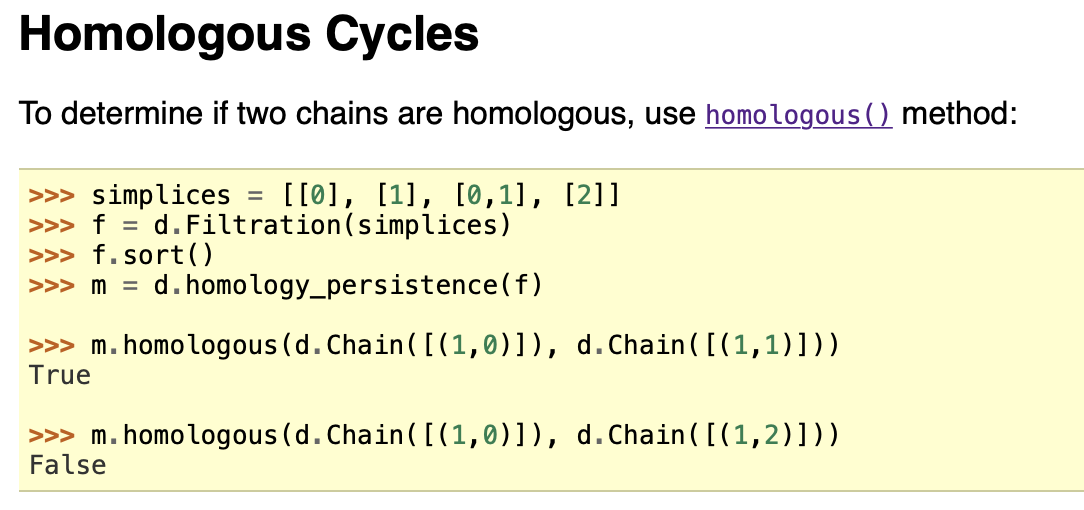 Homologous Cycles
To determine if two chains are homologous, use homologous() method:
>>> simplices = [[0], [1], [0,1], [2]]
>>> f = d.Filtration(simplices)
>>> f.sort()
>>> m = d.homology_persistence(f)
>>> m.homologous(d.Chain([(1,0)]), d.Chain([(1,1)]))
True
>>> m.homologous(d.Chain([(1,0)]), d.Chain([(1,2)]))
False